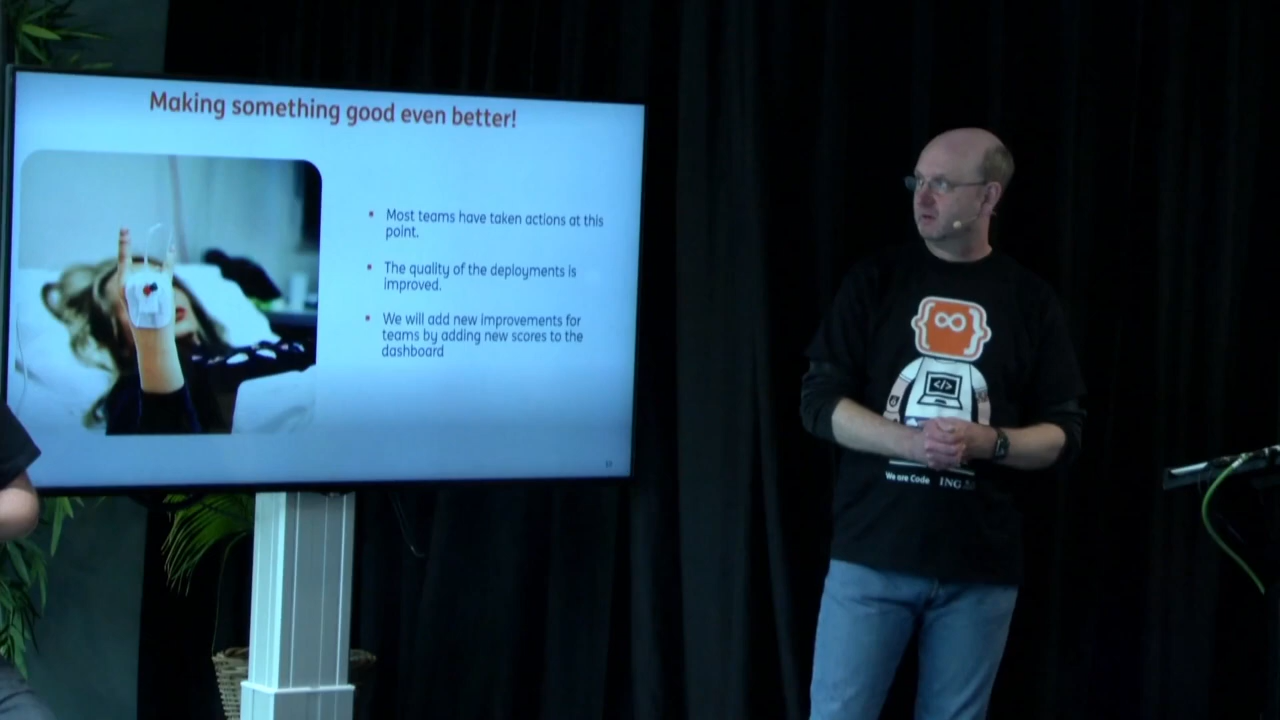 Making something good even better!
Most teams have taken actions at this
point.
The quality of the deployments is
improved.
We will add new improvements for
teams by adding new scores to the
dashboard
</>
We are Code ING